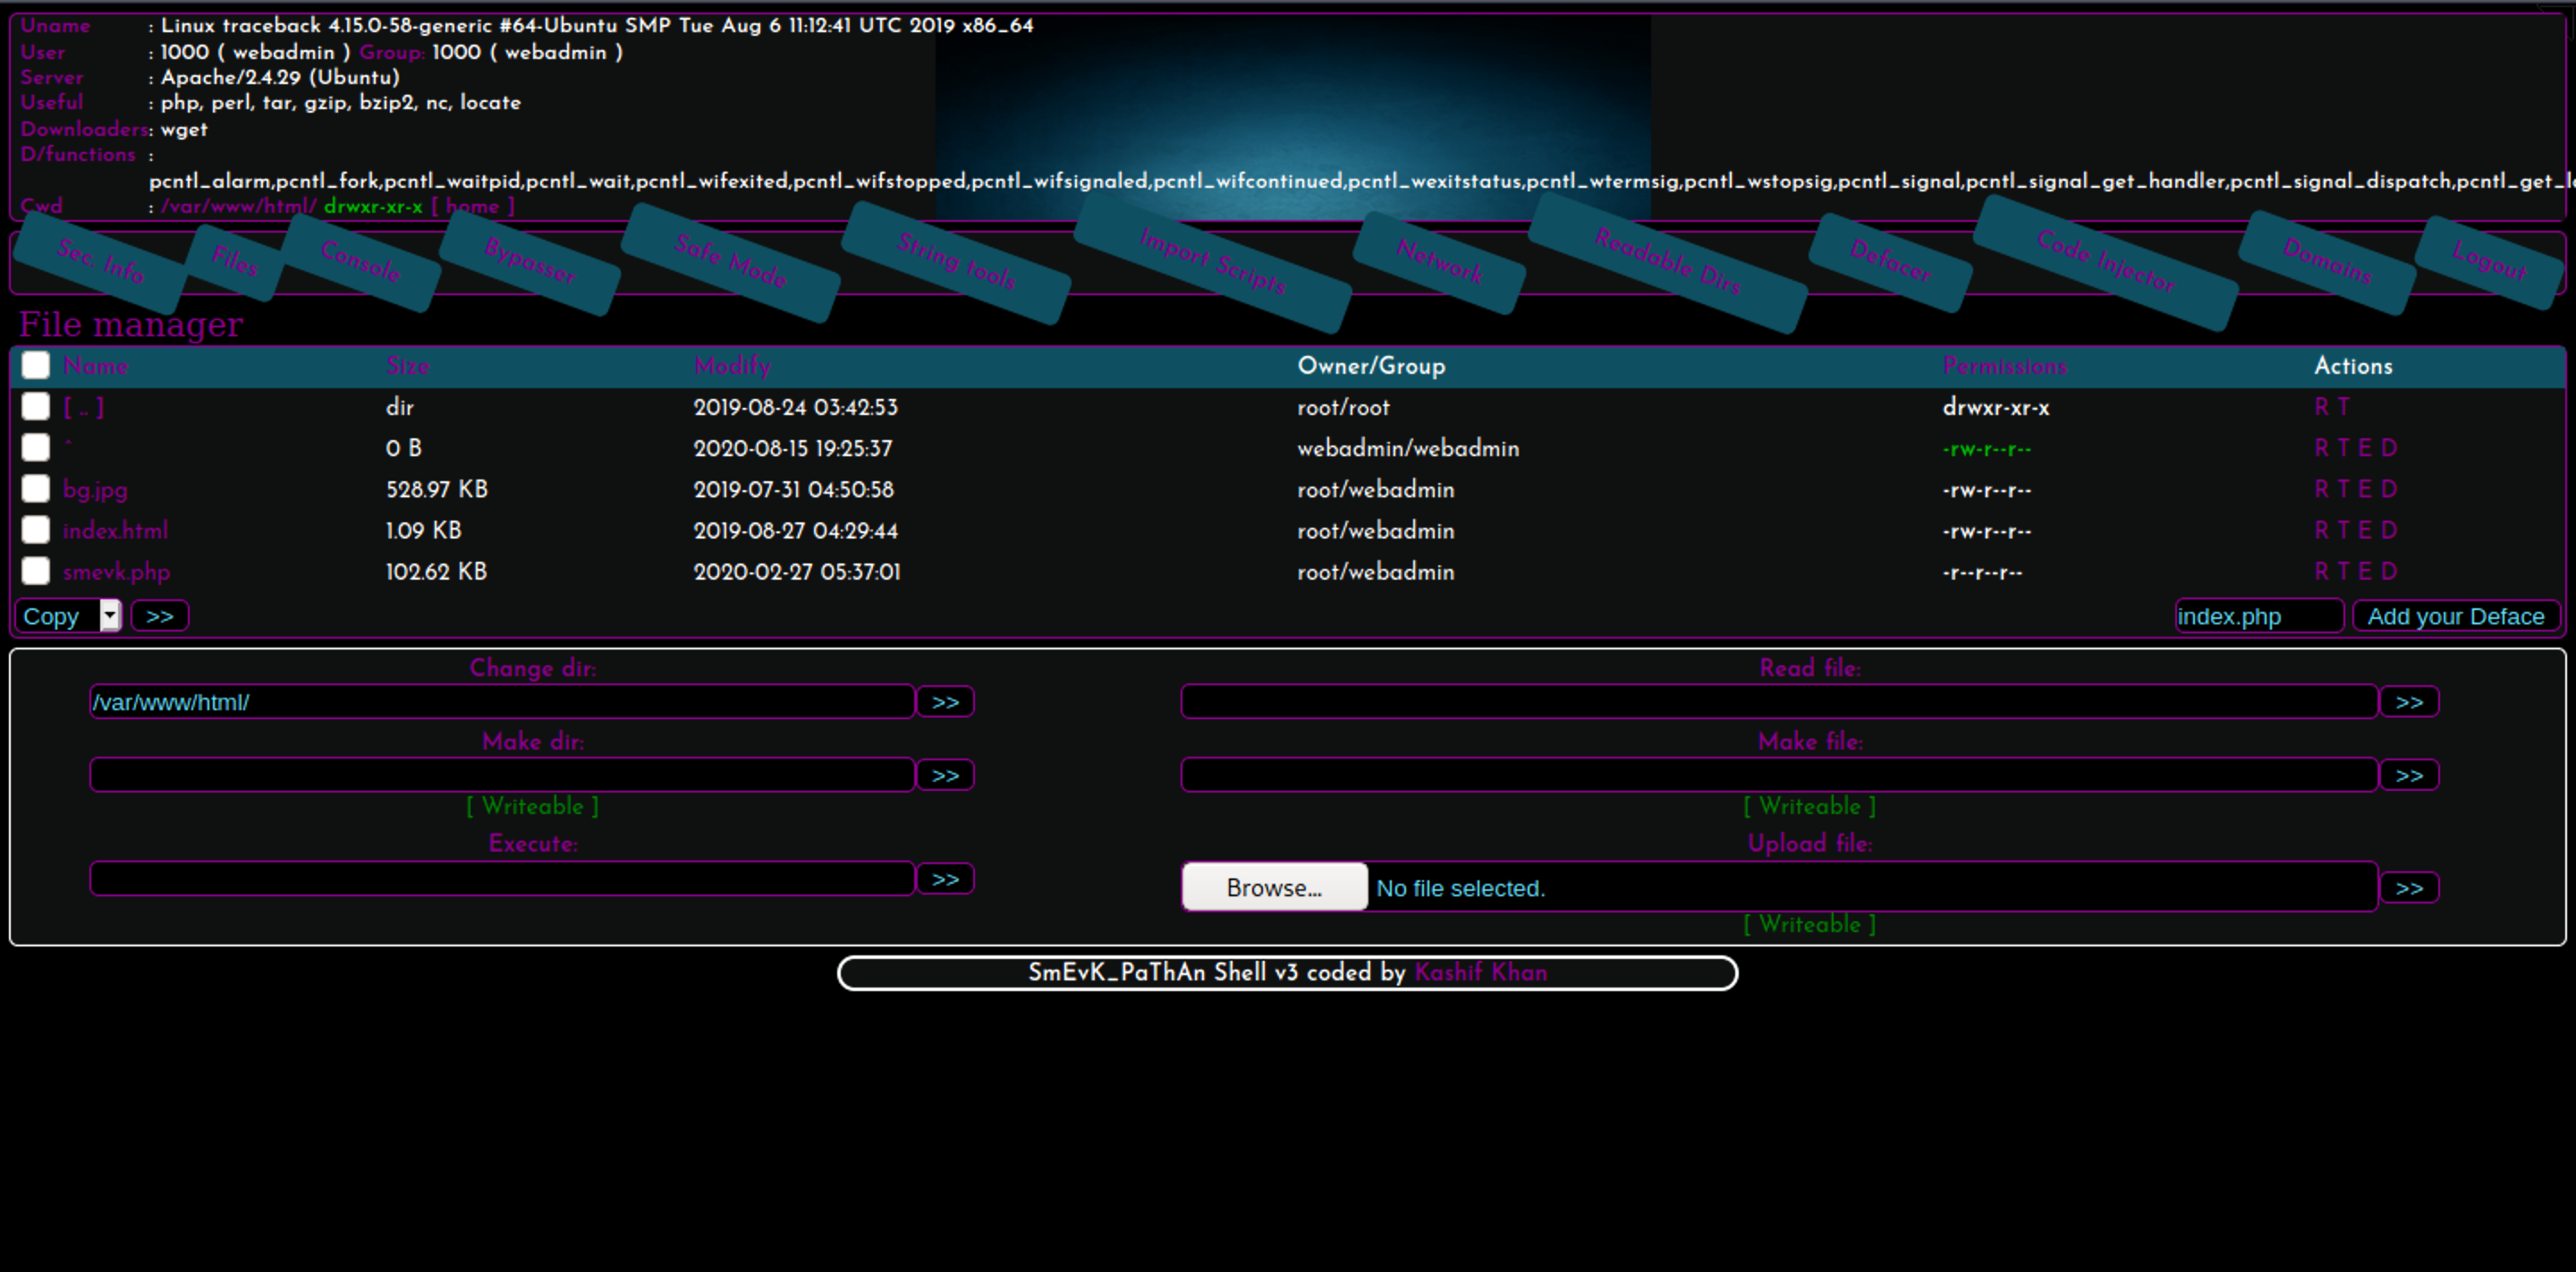 Uname : Linux traceback 4.15.0-58-generic #64-Ubuntu SMP Tue Aug 6 11:12:41 UTC 2019 x86_64
User : 1000 ( webadmin ) Group: 1000 ( webadmin )
Server : Apache/2.4.29 (Ubuntu)
Useful : php, perl, tar, gzip, bzip2, nc, locate
Downloaders: wget
D/functions :
pcntl_alarm,pcntl_fork,pcntl_waitpid,pcntl_wait,pcntl_wifexited,pcntl_wifstopped,pcntl_wifsignaled,pcntl_wifcontinued,pcntl_wexitstatus,pcntl_wtermsig,pcntl_wstopsig,pcntl_signal,pcntl_signal_get_handler,pcntl_signal_dispatch,
Cwd : /var/www/html/ drwxr-xr-x [ home ]
Sec. Info Files Console Bypasser Safe Mode String tools Import Scripts Network Readable Dirs Defacer Code Injector Domains Logout
File manager
Name Size Modify Owner/Group Permissions Actions
[ .. ] dir 2019-08-24 03:42:53 root/root drwxr-xr-x R T
^ 0 B 2020-08-15 19:25:37 webadmin/webadmin -rw-r--r-- R T E D
bg.jpg 528.97 KB 2019-07-31 04:50:58 root/webadmin -rw-r--r-- R T E D
index.html 1.09 KB 2019-08-27 04:29:44 root/webadmin -rw-r--r-- R T E D
smevk.php 102.62 KB 2020-02-27 05:37:01 root/webadmin -r--r--r-- R T E D
Copy >> index.php Add your Deface
Change dir: Read file:
/var/www/html/ >> >>
Make dir: Make file:
>> >>
[ Writeable ] [ Writeable ]
Execute: Upload file:
>> Browse... No file selected. >>
[ Writeable ]
SmEvK_PaThAn Shell v3 coded by Kashif Khan